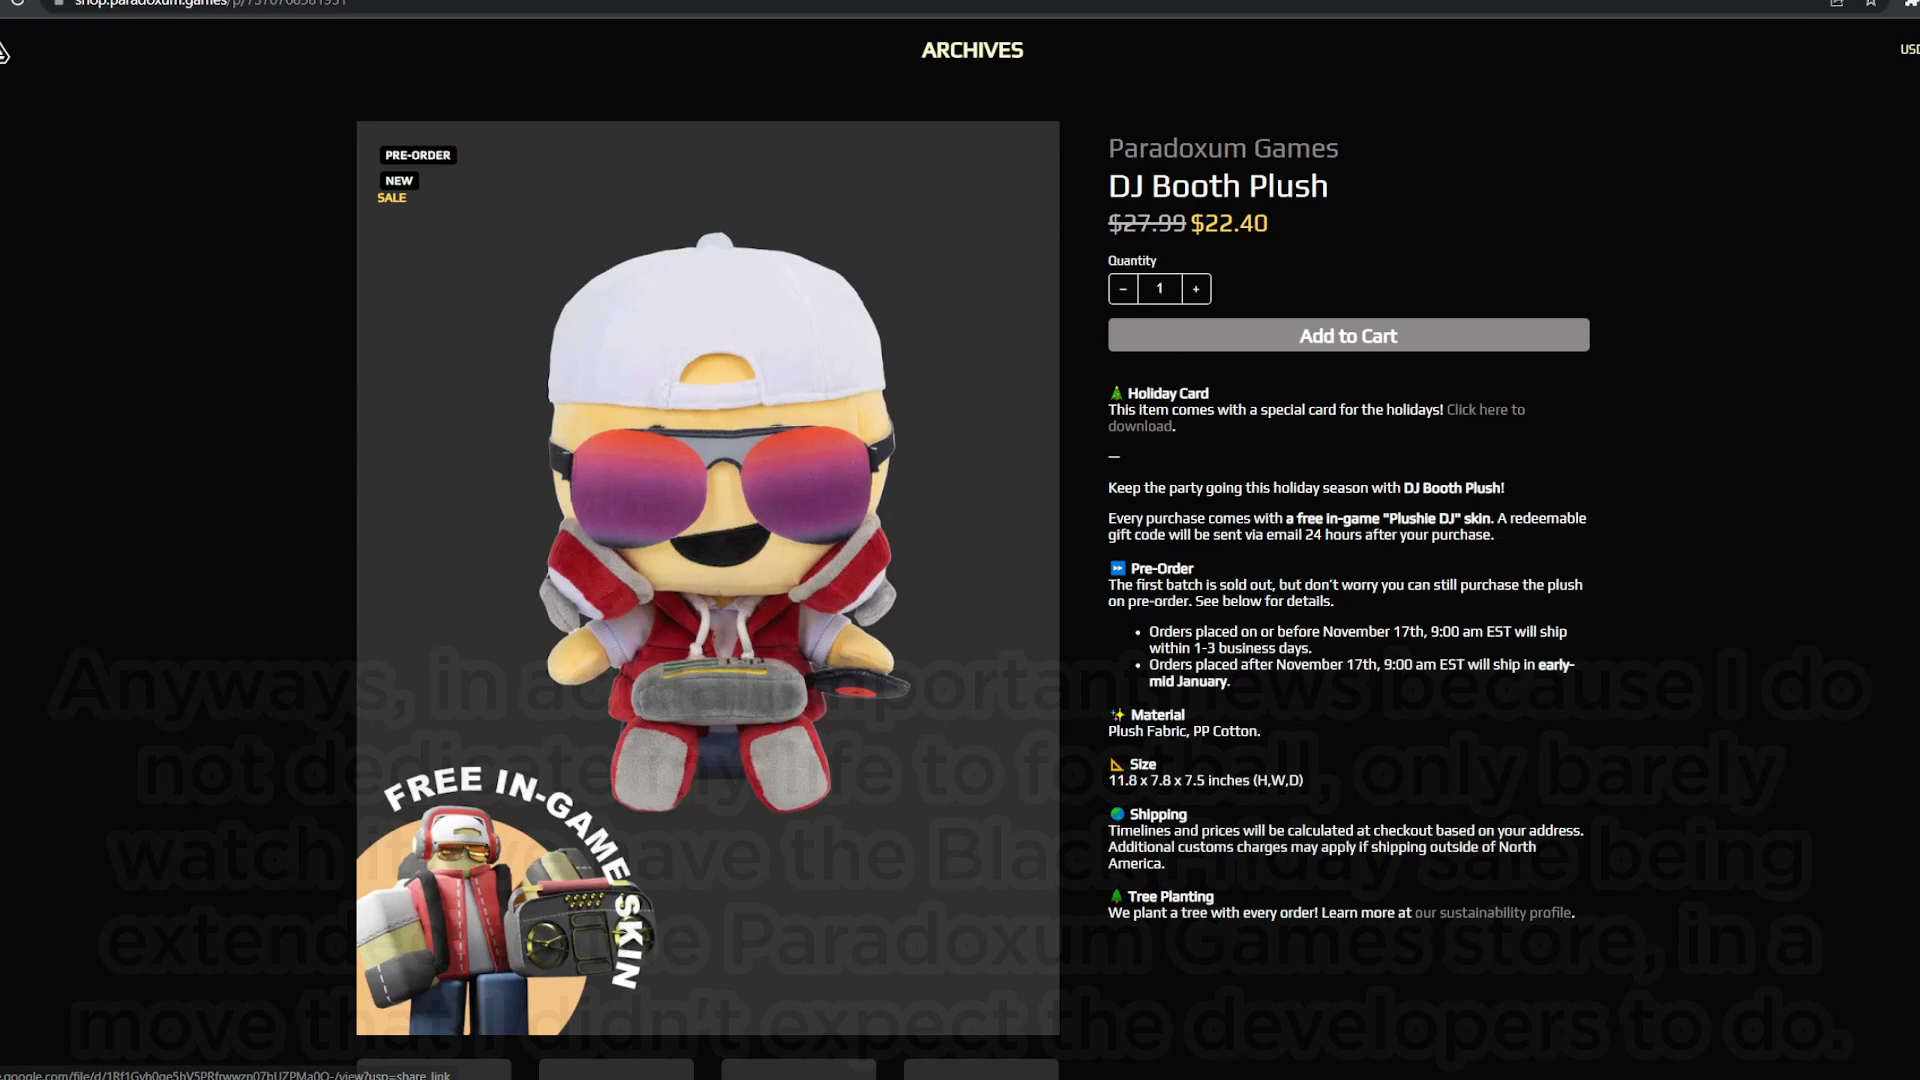 shop.paradoxum.games/p/7370766581951
ARCHIVES
USD
PRE-ORDER
NEW
SALE
Paradoxum Games
DJ Booth Plush
$27.99 $22.40
Quantity
− 1 +
Add to Cart
🎄 Holiday Card
This item comes with a special card for the holidays! Click here to
download.
—
Keep the party going this holiday season with DJ Booth Plush!
Every purchase comes with a free in-game "Plushie DJ" skin. A redeemable
gift code will be sent via email 24 hours after your purchase.
⏩ Pre-Order
The first batch is sold out, but don't worry you can still purchase the plush
on pre-order. See below for details.
• Orders placed on or before November 17th, 9:00 am EST will ship
within 1-3 business days.
• Orders placed after November 17th, 9:00 am EST will ship in early-
mid January.
✨ Material
Plush Fabric, PP Cotton.
📐 Size
11.8 x 7.8 x 7.5 inches (H,W,D)
🌎 Shipping
Timelines and prices will be calculated at checkout based on your address.
Additional customs charges may apply if shipping outside of North
America.
🌲 Tree Planting
We plant a tree with every order! Learn more at our sustainability profile.
FREE IN-GAME SKIN
Anyways, in important news because I do
not dedicate my life to football, only barely
watch have the Black Friday sale being
Paradoxum Games store, in a
move that I didn't expect the developers to do.